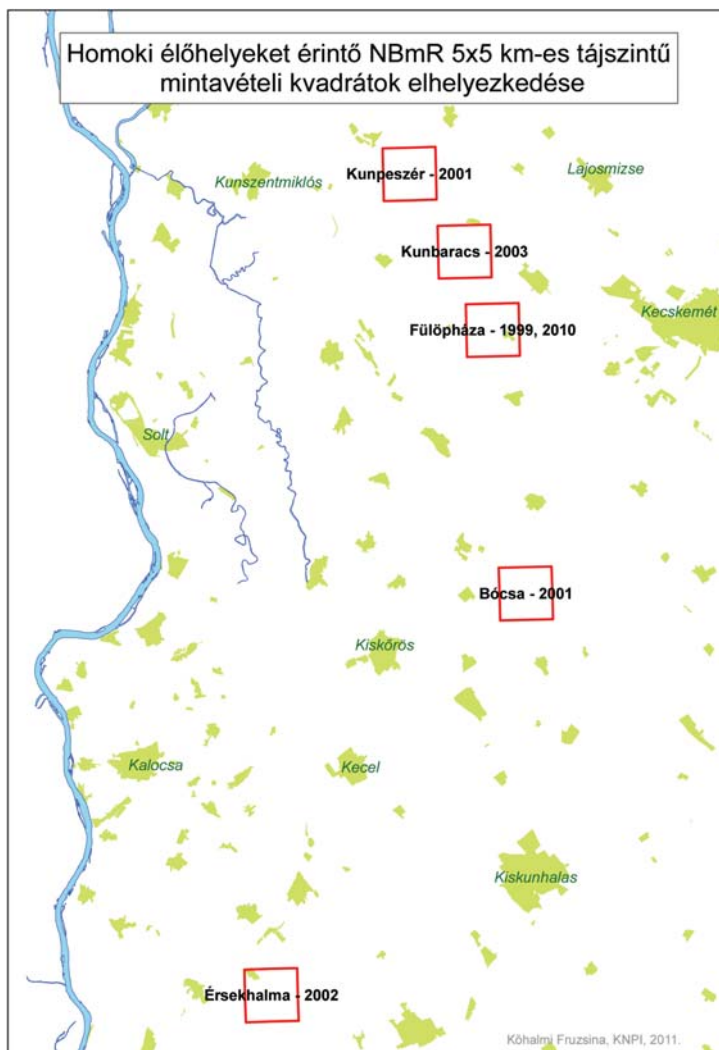 Homoki élőhelyeket érintő NBmR 5x5 km-es tájszintű
mintavételi kvadrátok elhelyezkedése
Kunpeszér - 2001
Kunszentmiklós
Lajosmizse
Kunbaracs - 2003
Kecskemét
Fülöpháza - 1999, 2010
Solt
Bócsa - 2001
Kiskőrös
Kalocsa
Kecel
Kiskunhalas
Érsekhalma - 2002
Kőhalmi Fruzsina, KNPI, 2011.